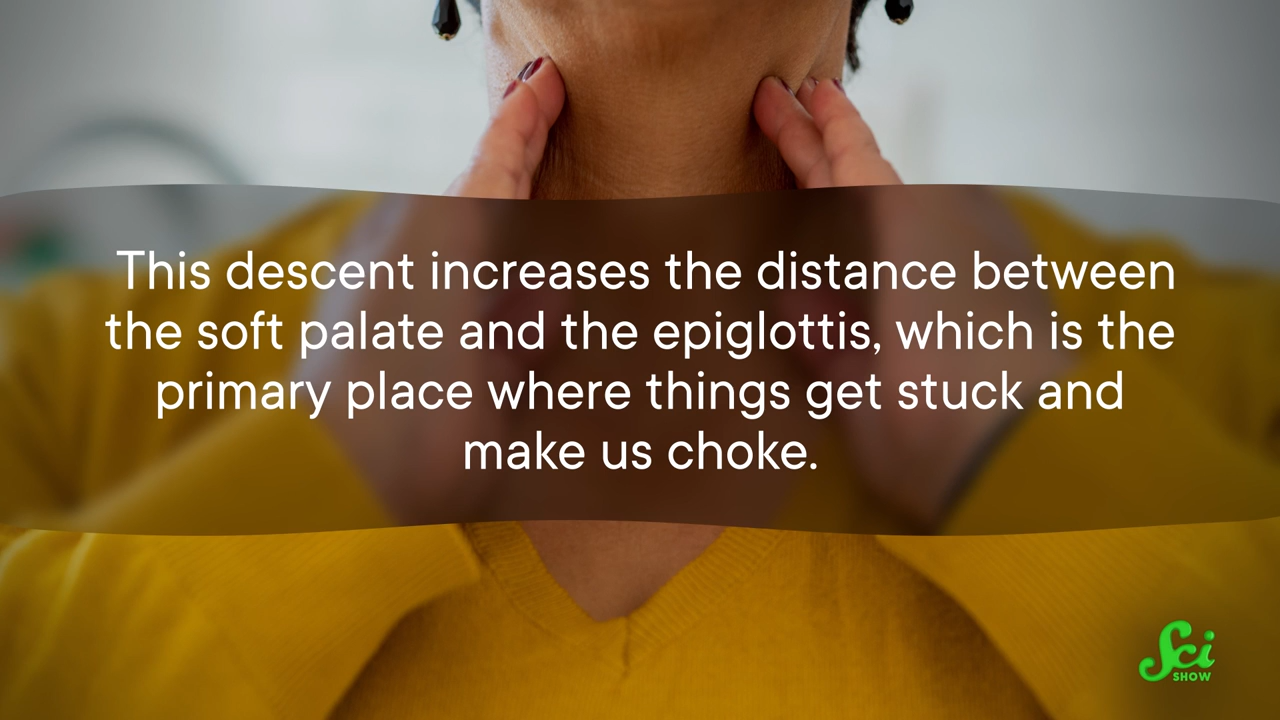 This descent increases the distance between
the soft palate and the epiglottis, which is the
primary place where things get stuck and
make us choke.
Sci
SHOW